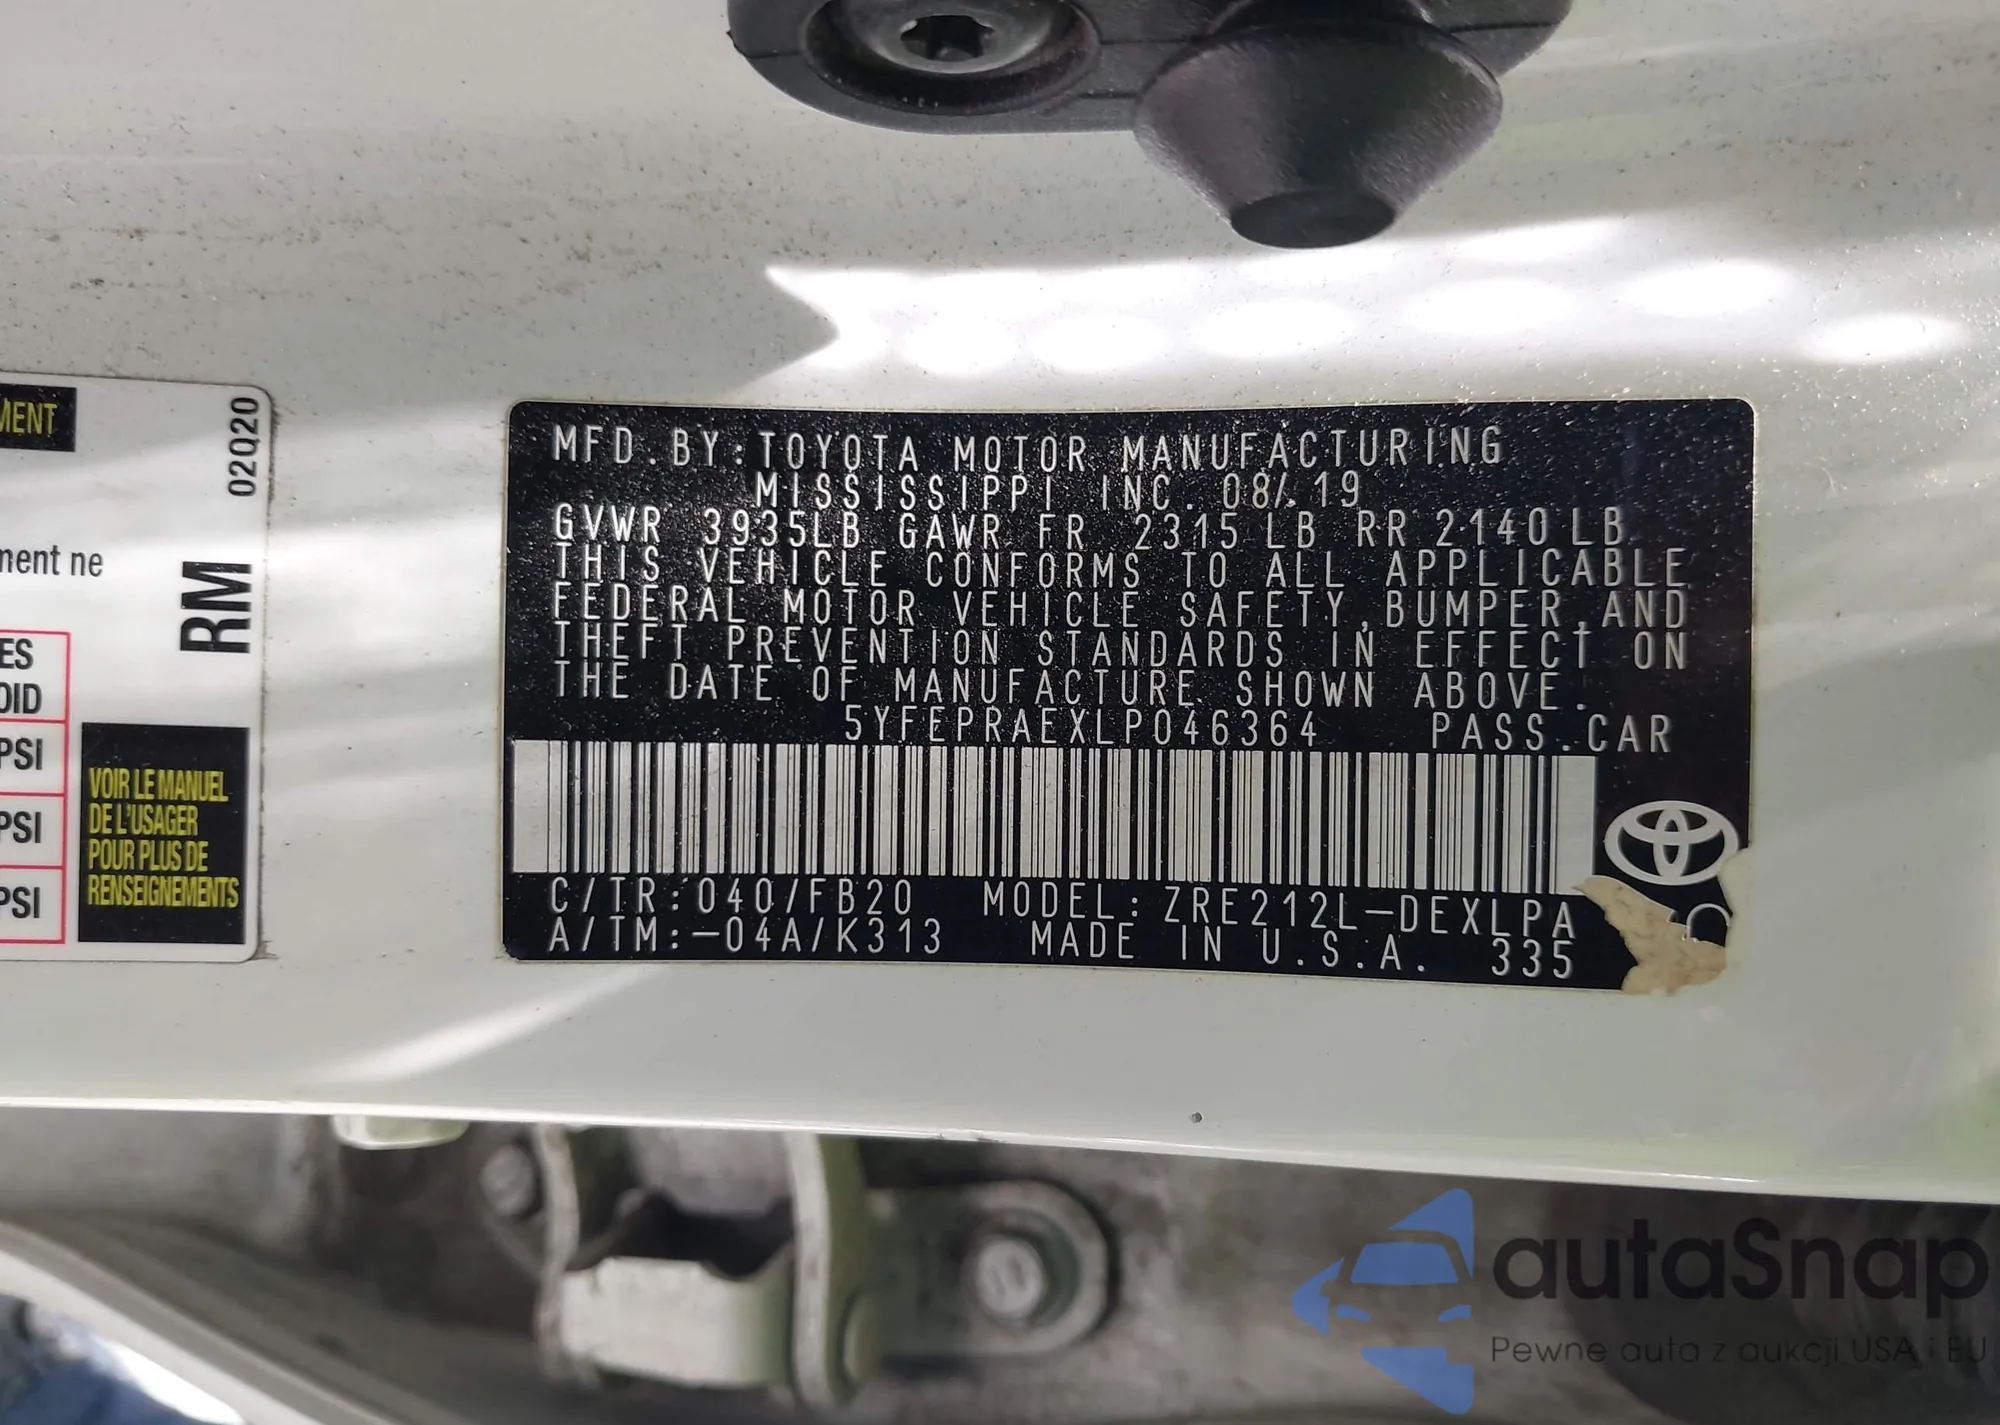 MENT
02Q20
ment ne
RM
ES
OID
PSI
PSI
PSI
VOIR LE MANUEL
DE L'USAGER
POUR PLUS DE
RENSEIGNEMENTS
MFD. BY: TOYOTA MOTOR MANUFACTURING
MISSISSIPPI INC. 08/19
GVWR 3935LB GAWR FR 2315 LB RR 2140 LB
THIS VEHICLE CONFORMS TO ALL APPLICABLE
FEDERAL MOTOR VEHICLE SAFETY, BUMPER, AND
THEFT PREVENTION STANDARDS IN EFFECT ON
THE DATE OF MANUFACTURE SHOWN ABOVE.
5YFEPRAEXLP046364 PASS. CAR
C/TR: 040/FB20 MODEL: ZRE212L-DEXLPA
A/TM: -04A/K313 MADE IN U.S.A. 335
autaSnap
Pewne auta z aukcji USA i EU